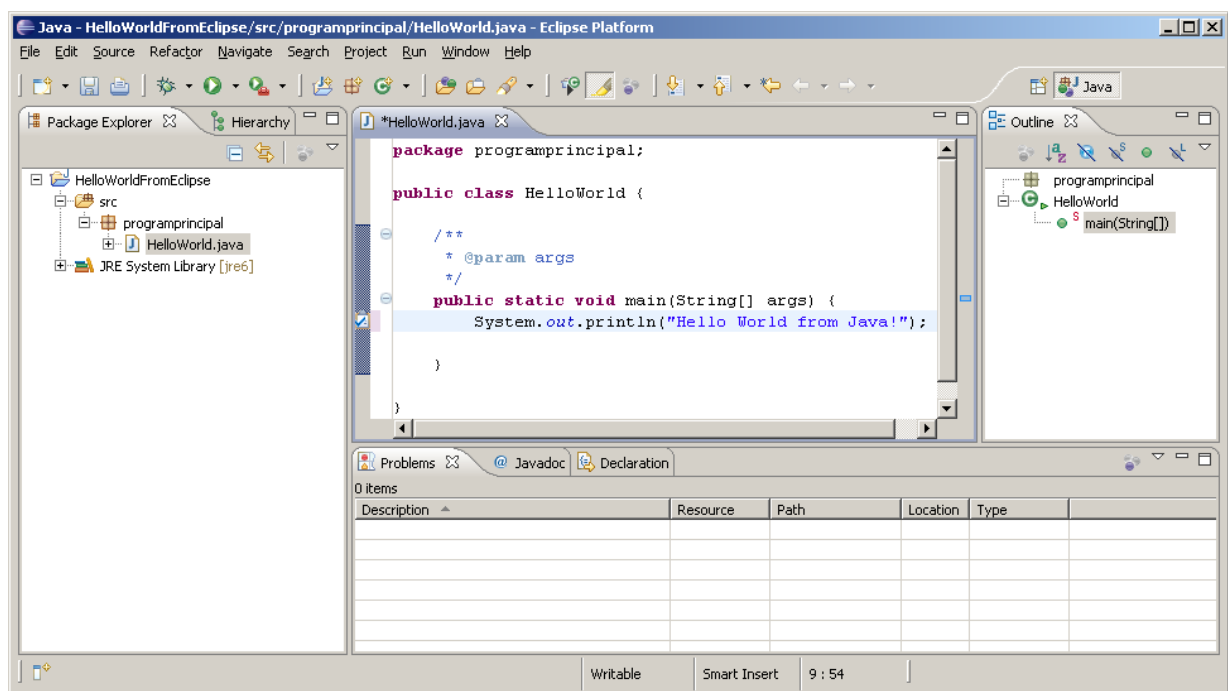 Java - HelloWorldFromEclipse/src/programprincipal/HelloWorld.java - Eclipse Platform
File Edit Source Refactor Navigate Search Project Run Window Help
Java
Package Explorer
Hierarchy
HelloWorldFromEclipse
src
programprincipal
HelloWorld.java
JRE System Library [jre6]
*HelloWorld.java
package programprincipal;
public class HelloWorld {
/**
* @param args
*/
public static void main(String[] args) {
System.out.println("Hello World from Java!");
}
}
Outline
programprincipal
HelloWorld
main(String[])
Problems
@ Javadoc
Declaration
0 items
Description Resource Path Location Type
Writable Smart Insert 9 : 54